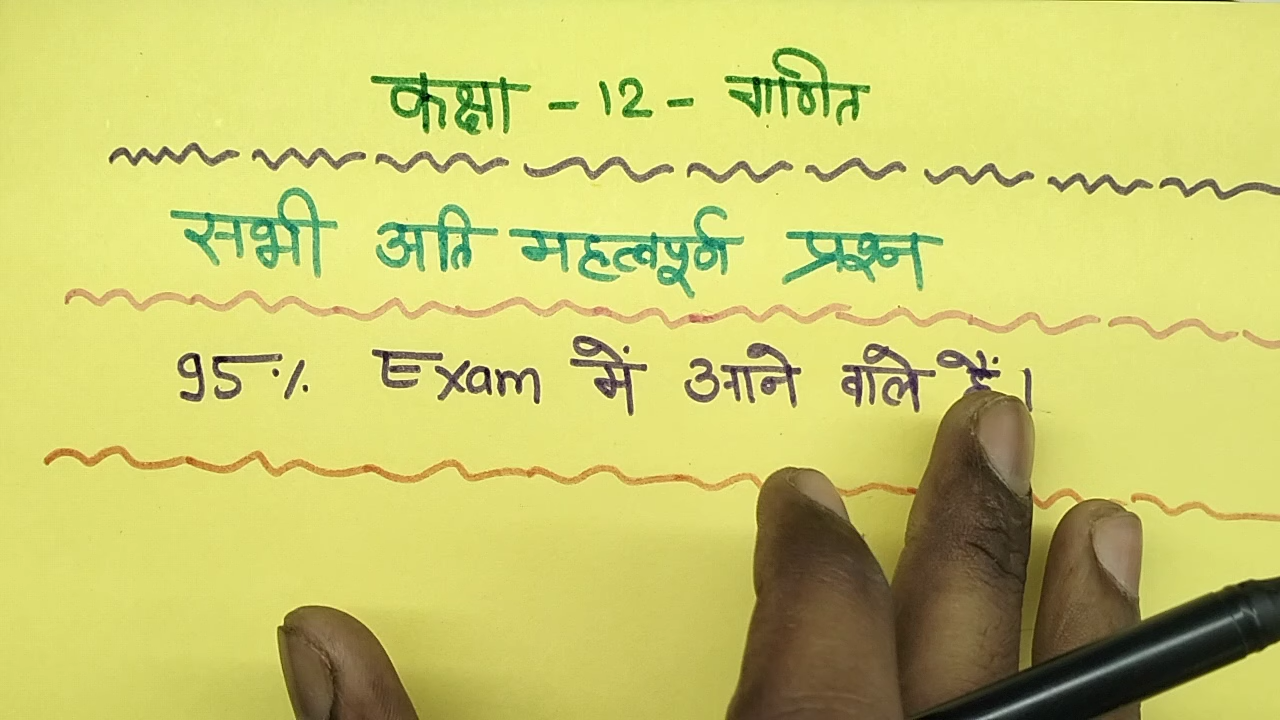 कक्षा - 12 - गणित
सभी अति महत्वपूर्ण प्रश्न
95% Exam में आने वाले हैं।